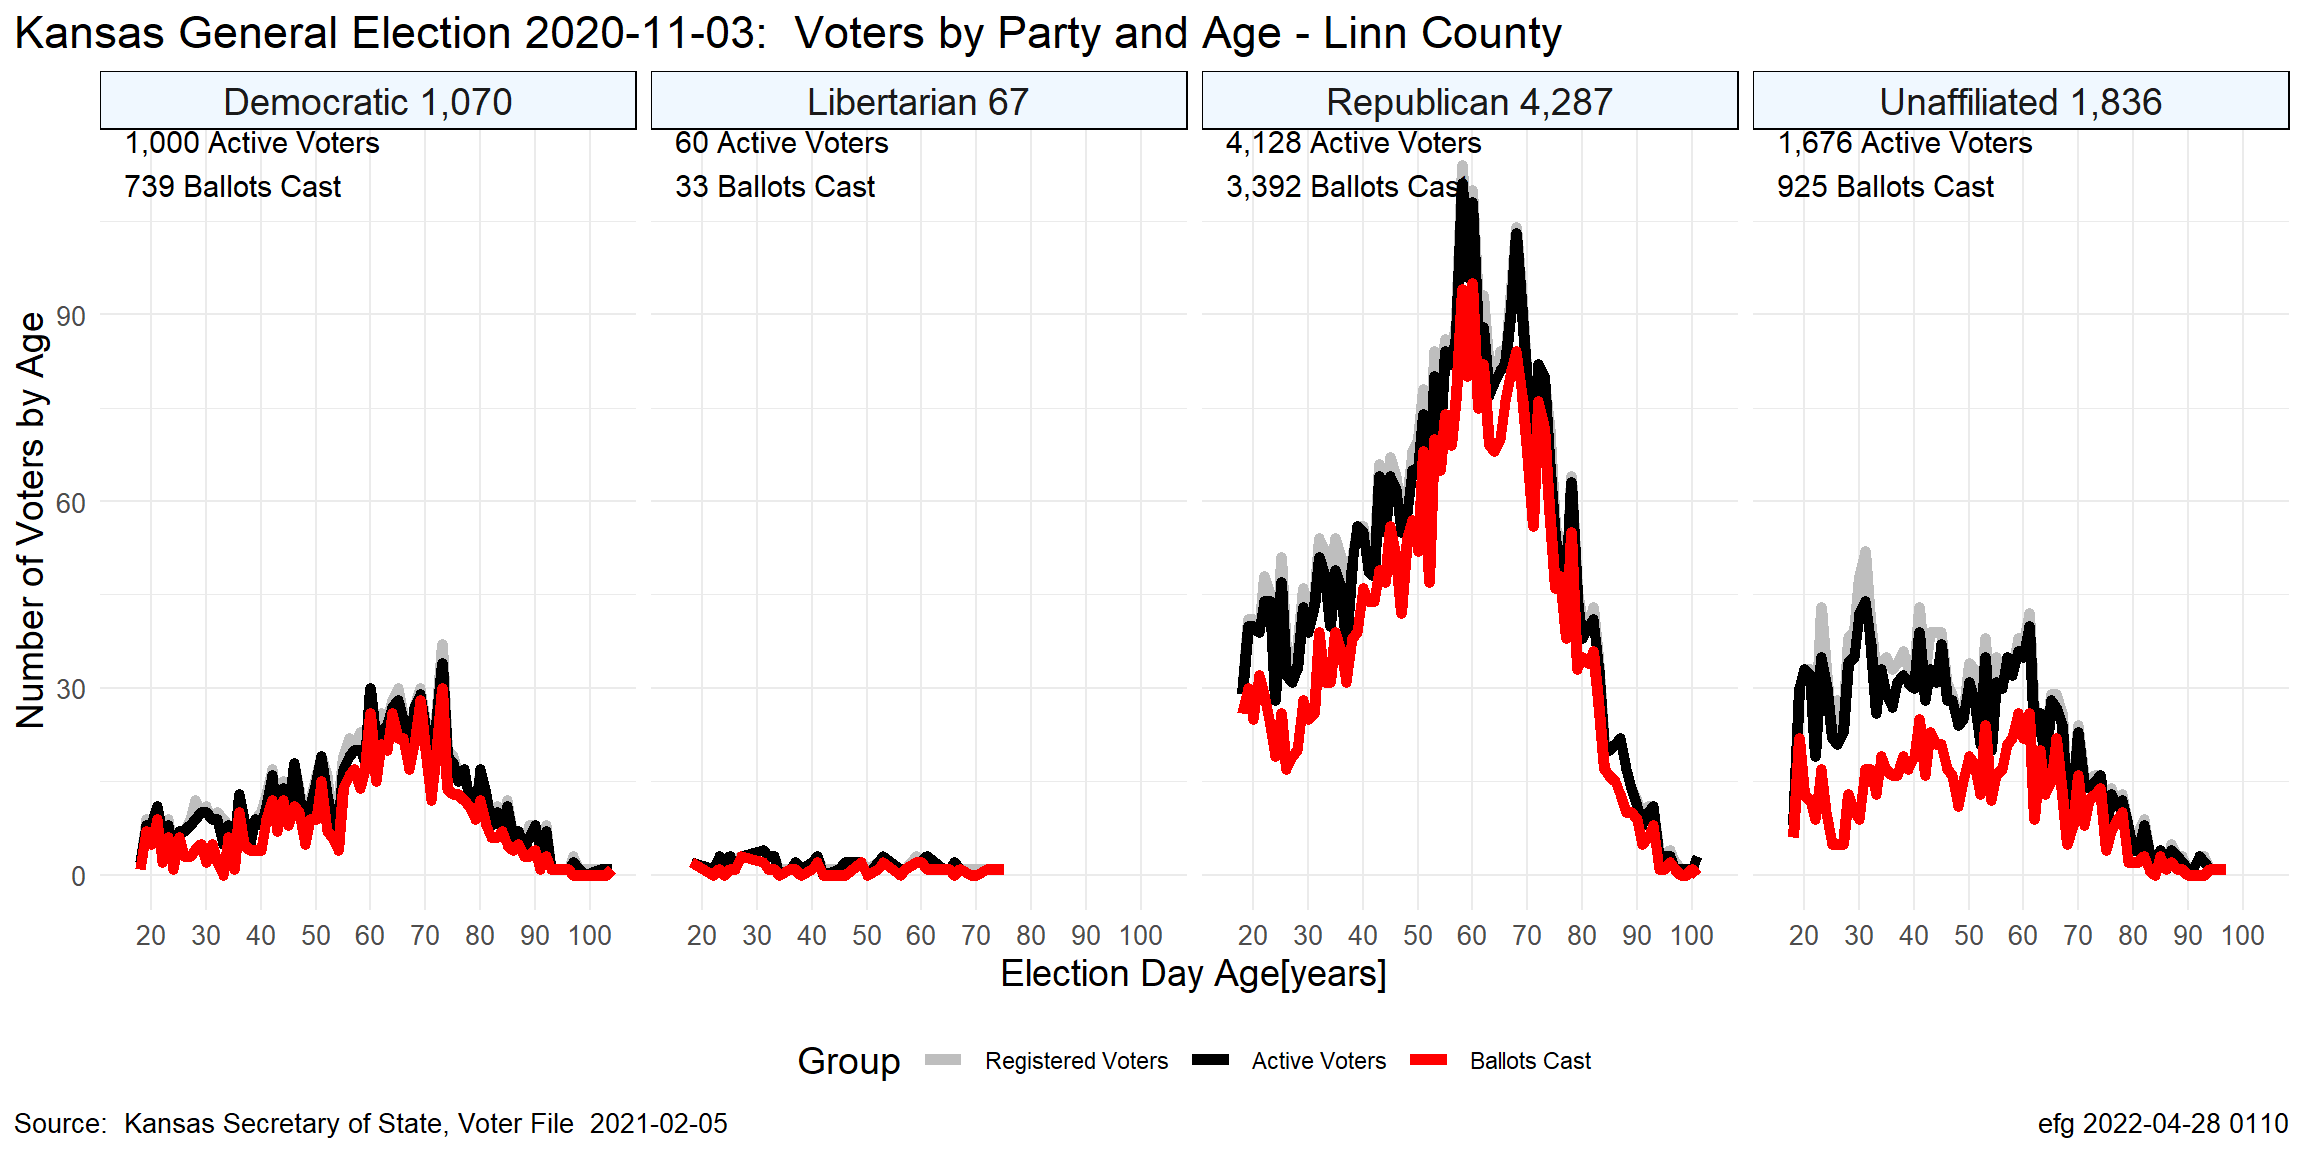 Kansas General Election 2020-11-03:  Voters by Party and Age - Linn County
Democratic 1,070
Libertarian 67
Republican 4,287
Unaffiliated 1,836
1,000 Active Voters
739 Ballots Cast
60 Active Voters
33 Ballots Cast
4,128 Active Voters
3,392 Ballots Cast
1,676 Active Voters
925 Ballots Cast
Number of Voters by Age
90
60
30
0
20 30 40 50 60 70 80 90 100
20 30 40 50 60 70 80 90 100
20 30 40 50 60 70 80 90 100
20 30 40 50 60 70 80 90 100
Election Day Age[years]
Group Registered Voters Active Voters Ballots Cast
Source:  Kansas Secretary of State, Voter File  2021-02-05
efg 2022-04-28 0110